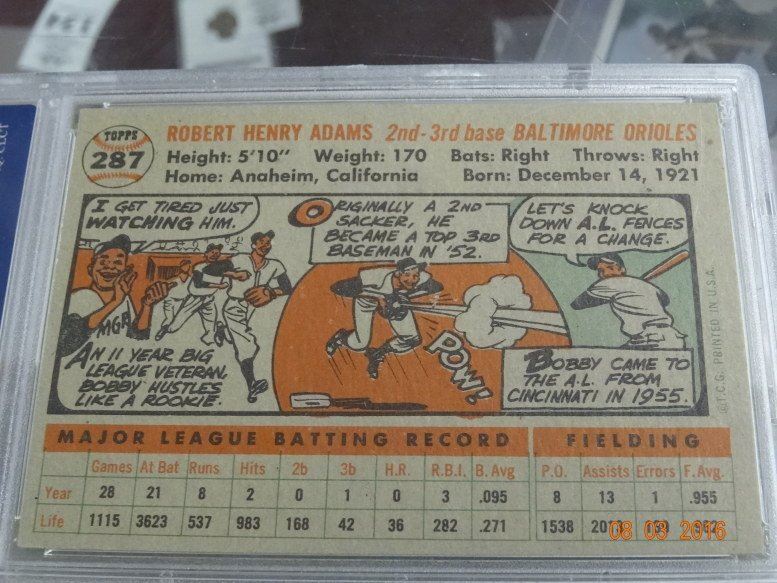 TOPPS
287
ROBERT HENRY ADAMS 2nd-3rd base BALTIMORE ORIOLES
Height: 5'10" Weight: 170 Bats: Right Throws: Right
Home: Anaheim, California Born: December 14, 1921
I GET TIRED JUST
WATCHING HIM.
MGR
AN 11 YEAR BIG
LEAGUE VETERAN,
BOBBY HUSTLES
LIKE A ROOKIE.
ORIGINALLY A 2ND
SACKER, HE
BECAME A TOP 3RD
BASEMAN IN '52.
POW!
LET'S KNOCK
DOWN A.L. FENCES
FOR A CHANGE.
BOBBY CAME TO
THE A.L. FROM
CINCINNATI IN 1955.
©T.C.G. PRINTED IN U.S.A.
MAJOR LEAGUE BATTING RECORD FIELDING
Games At Bat Runs Hits 2b 3b H.R. R.B.I. B. Avg P.O. Assists Errors F. Avg.
Year 28 21 8 2 0 1 0 3 .095 8 13 1 .955
Life 1115 3623 537 983 168 42 36 282 .271 1538
08 03 2016